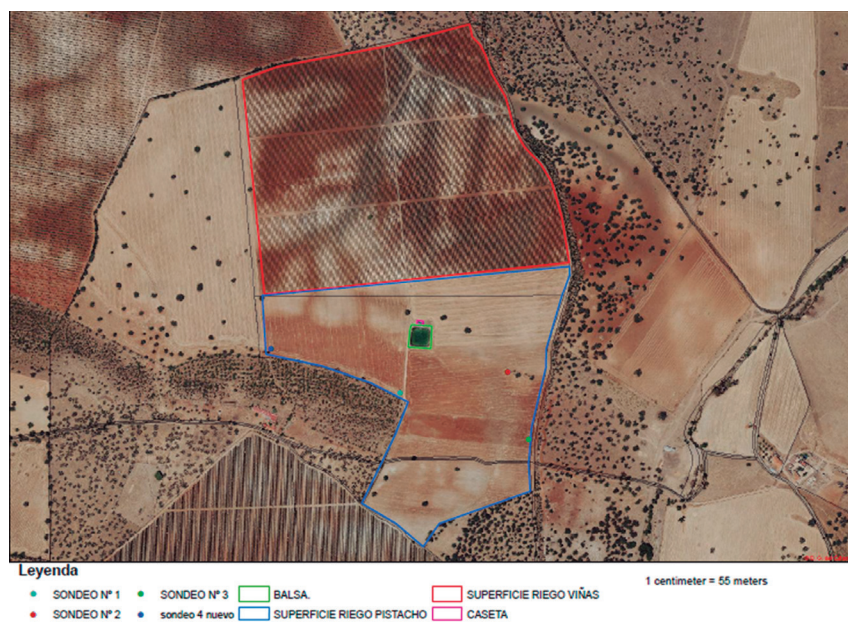 Leyenda
SONDEO Nº 1
SONDEO Nº 3
BALSA.
SUPERFICIE RIEGO VIÑAS
1 centimeter = 55 meters
SONDEO Nº 2
sondeo 4 nuevo
SUPERFICIE RIEGO PISTACHO
CASETA